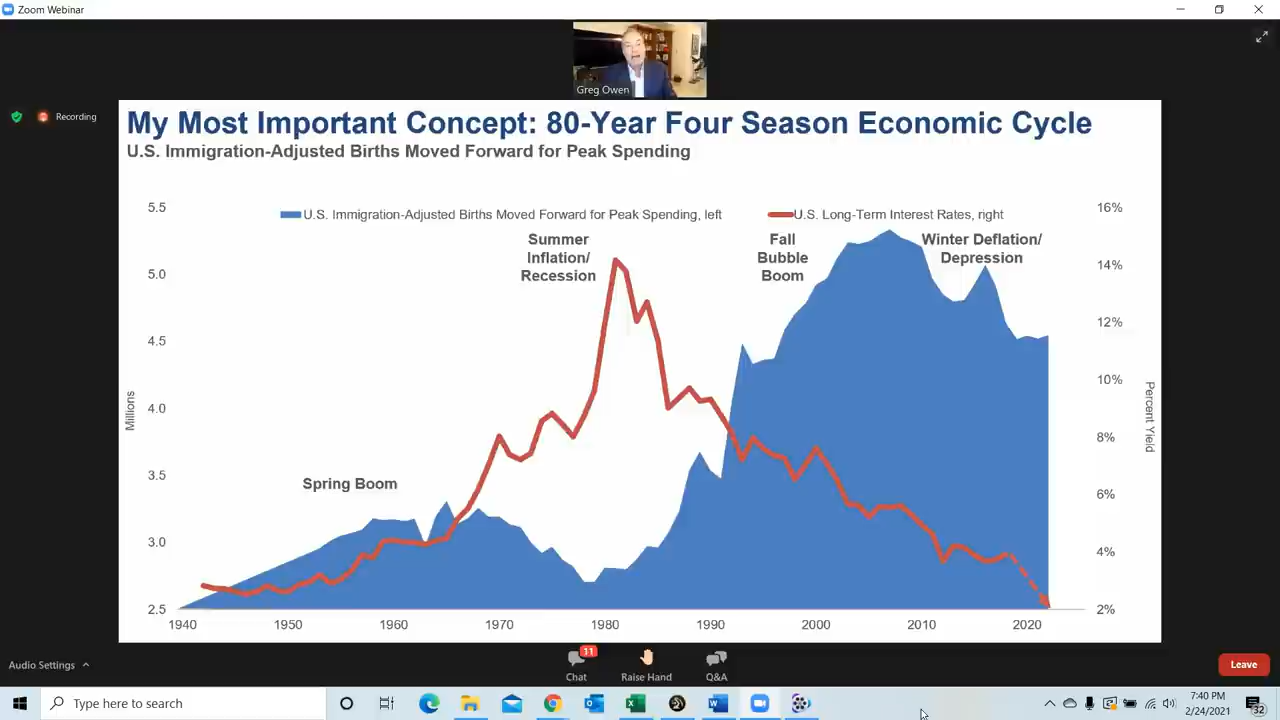 Zoom Webinar
Greg Owen
Recording
My Most Important Concept: 80-Year Four Season Economic Cycle
U.S. Immigration-Adjusted Births Moved Forward for Peak Spending
U.S. Immigration-Adjusted Births Moved Forward for Peak Spending, left
U.S. Long-Term Interest Rates, right
5.5
5.0
4.5
4.0
3.5
3.0
2.5
Millions
Spring Boom
Summer
Inflation/
Recession
Fall
Bubble
Boom
Winter Deflation/
Depression
16%
14%
12%
10%
8%
6%
4%
2%
Percent Yield
1940 1950 1960 1970 1980 1990 2000 2010 2020
Audio Settings
11
Chat
Raise Hand
Q&A
Leave
Type here to search
7:40 PM
2/24/2021
32